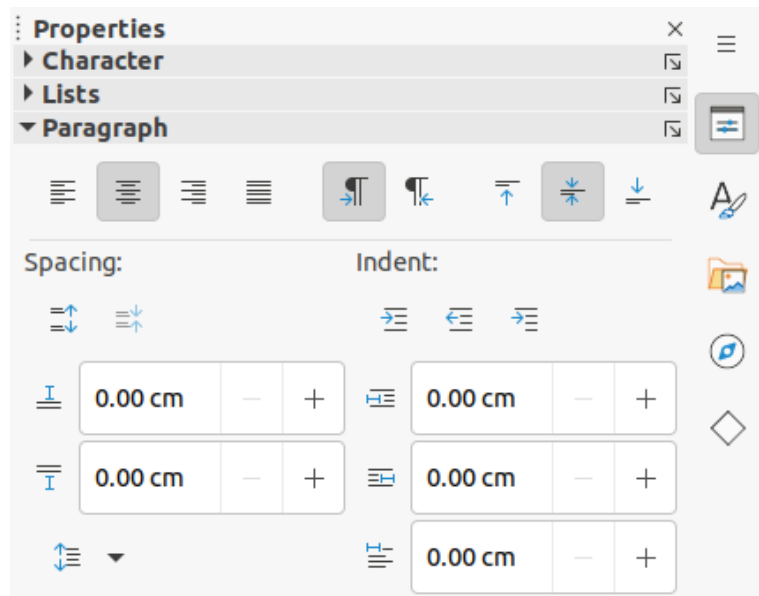 Properties
Character
Lists
Paragraph
Spacing: Indent:
0.00 cm 0.00 cm
0.00 cm 0.00 cm
0.00 cm